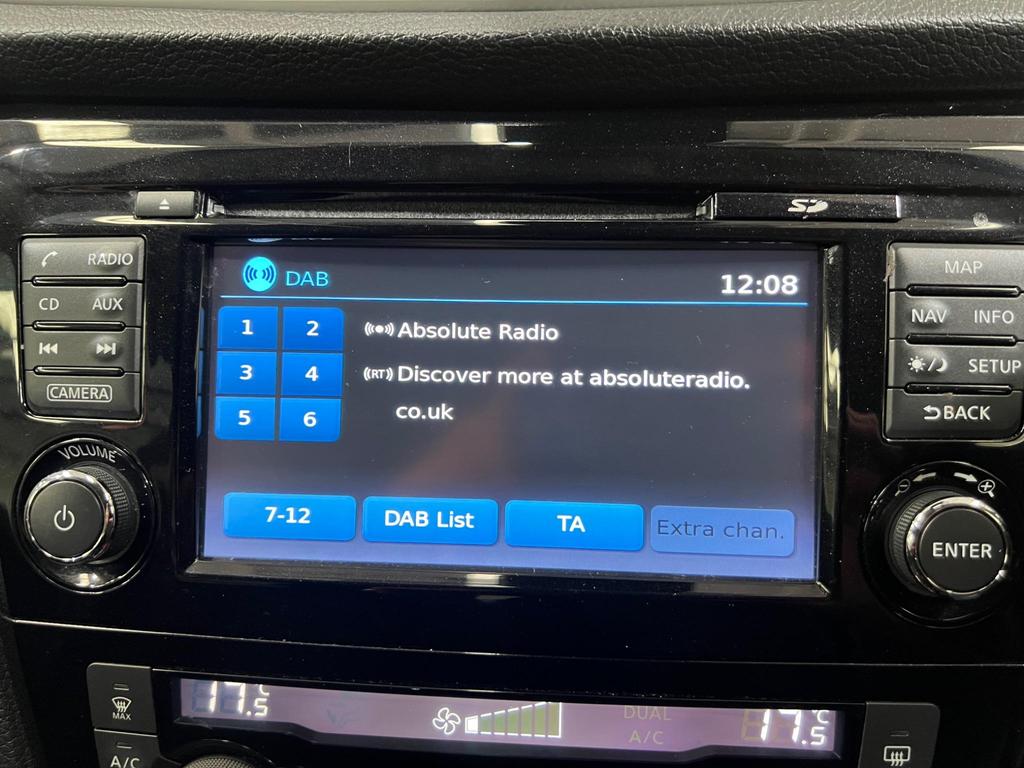 SD
RADIO
CD AUX
CAMERA
VOLUME
DAB
12:08
1 2
3 4
5 6
Absolute Radio
(RT) Discover more at absoluteradio.
co.uk
7-12
DAB List
TA
Extra chan.
MAP
NAV INFO
SETUP
BACK
ENTER
MAX
A/C
17.5°C
DUAL
A/C
17.5°C